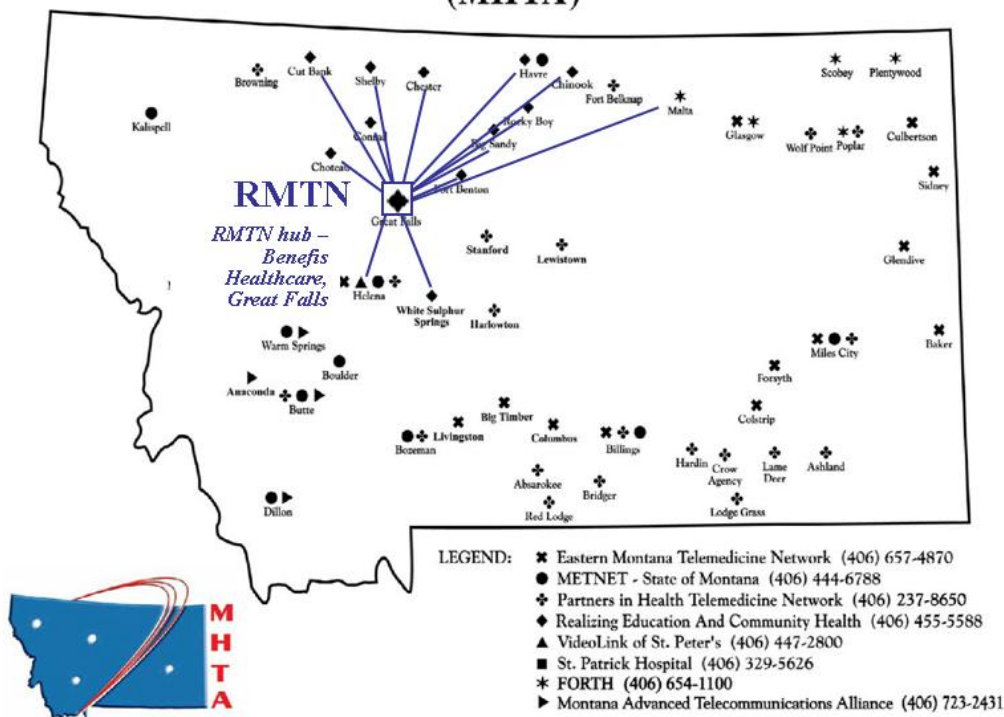 (MHTA)
Browning
Cut Bank
Shelby
Chester
Havre
Chinook
Fort Belknap
Malta
Scobey
Plentywood
Kalispell
Conrad
Rocky Boy
Big Sandy
Glasgow
Wolf Point
Poplar
Culbertson
Choteau
Fort Benton
Sidney
RMTN
Great Falls
RMTN hub –
Benefis
Healthcare,
Great Falls
Stanford
Lewistown
Glendive
Helena
White Sulphur
Springs
Harlowton
Warm Springs
Boulder
Miles City
Baker
Anaconda
Butte
Forsyth
Big Timber
Colstrip
Bozeman
Livingston
Columbus
Billings
Hardin
Crow
Agency
Lame
Deer
Ashland
Absarokee
Bridger
Red Lodge
Lodge Grass
Dillon
LEGEND:
Eastern Montana Telemedicine Network (406) 657-4870
METNET - State of Montana (406) 444-6788
Partners in Health Telemedicine Network (406) 237-8650
Realizing Education And Community Health (406) 455-5588
VideoLink of St. Peter's (406) 447-2800
St. Patrick Hospital (406) 329-5626
FORTH (406) 654-1100
Montana Advanced Telecommunications Alliance (406) 723-2431
M
H
T
A